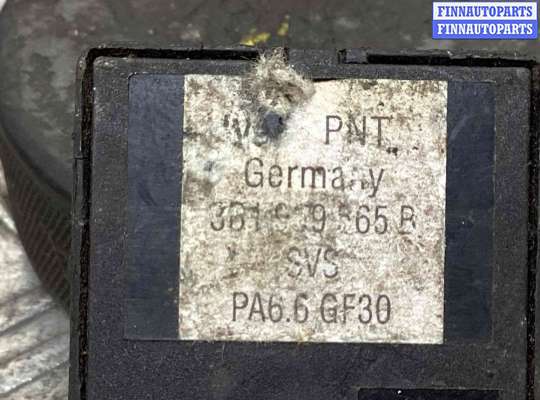 FINNAUTOPARTS
FINNAUTOPARTS
PNT
Germany
B
SVS
PA6.6 GF30